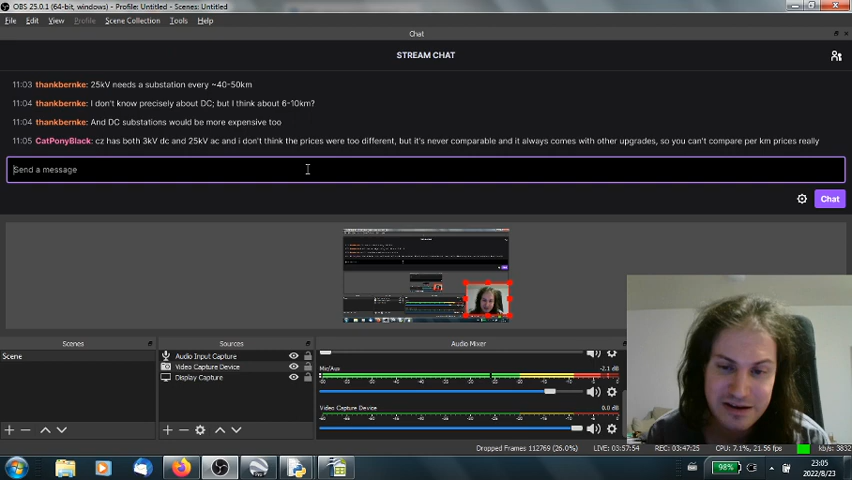 OBS 25.0.1 (64-bit, windows) - Profile: Untitled - Scenes: Untitled
File Edit View Profile Scene Collection Tools Help
Chat
STREAM CHAT
11:03 thankbernke: 25kV needs a substation every ~40-50km
11:04 thankbernke: I don't know precisely about DC; but I think about 6-10km?
11:04 thankbernke: And DC substations would be more expensive too
11:05 CatPonyBlack: cz has both 3kV dc and 25kV ac and i don't think the prices were too different, but it's never comparable and it always comes with other upgrades, so you can't compare per km prices really
Send a message
Chat
Scenes
Sources
Audio Mixer
Scene
Audio Input Capture
Video Capture Device
Display Capture
Mic/Aux
-2.1 dB
Video Capture Device
0.0 dB
Dropped Frames 112769 (26.0%)
LIVE: 03:57:54
REC: 03:47:25
CPU: 7.1%, 21.56 fps
98%
23:05
2022/8/23